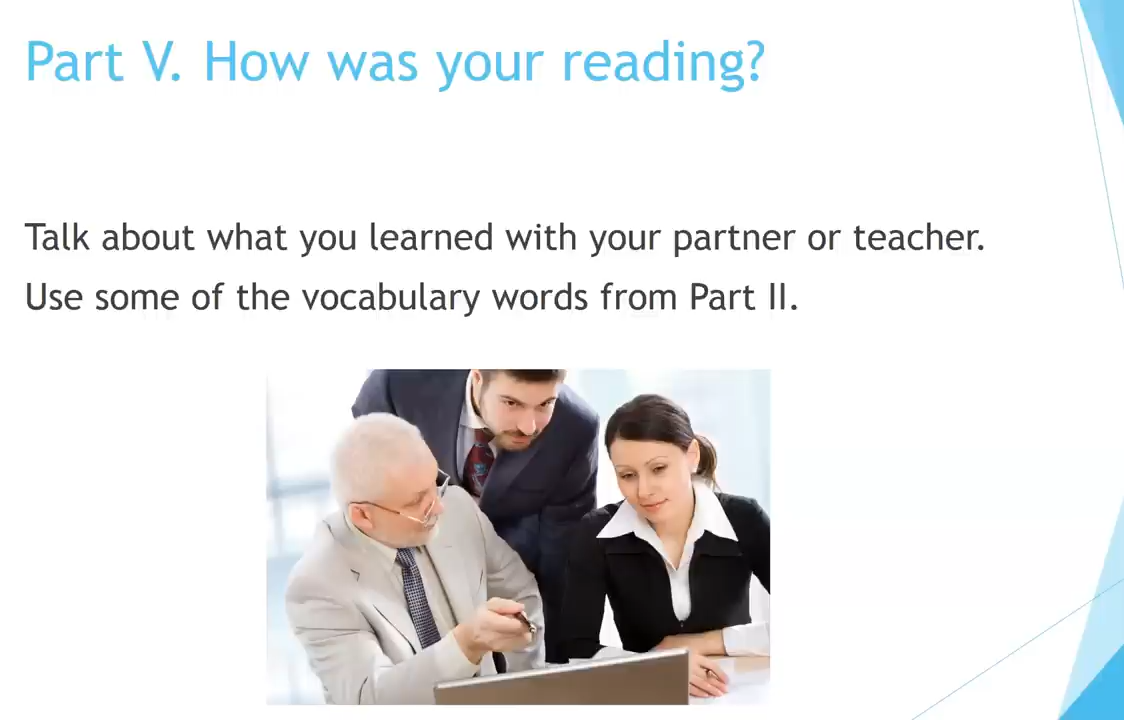 Part V. How was your reading?
Talk about what you learned with your partner or teacher.
Use some of the vocabulary words from Part II.